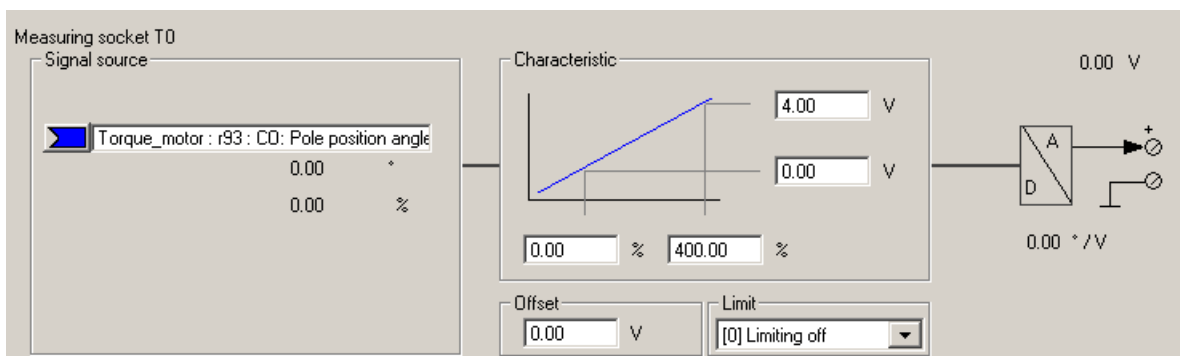 Measuring socket T0
Signal source
Torque_motor : r93 : CO: Pole position angle
0.00 °
0.00 %
Characteristic
4.00 V
0.00 V
0.00 % 400.00 %
Offset
0.00 V
Limit
[0] Limiting off
0.00 V
A
D
+
0.00 ° / V